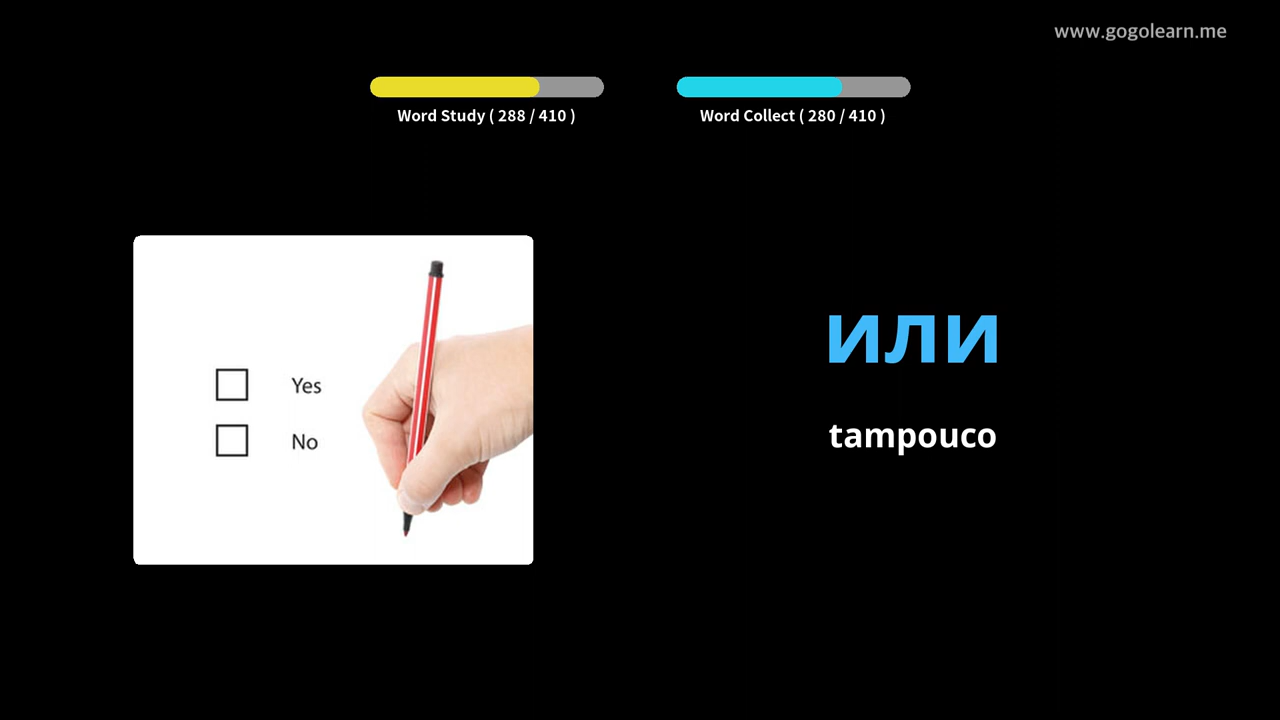 www.gogolearn.me
Word Study ( 288 / 410 )
Word Collect ( 280 / 410 )
Yes
No
или
tampouco